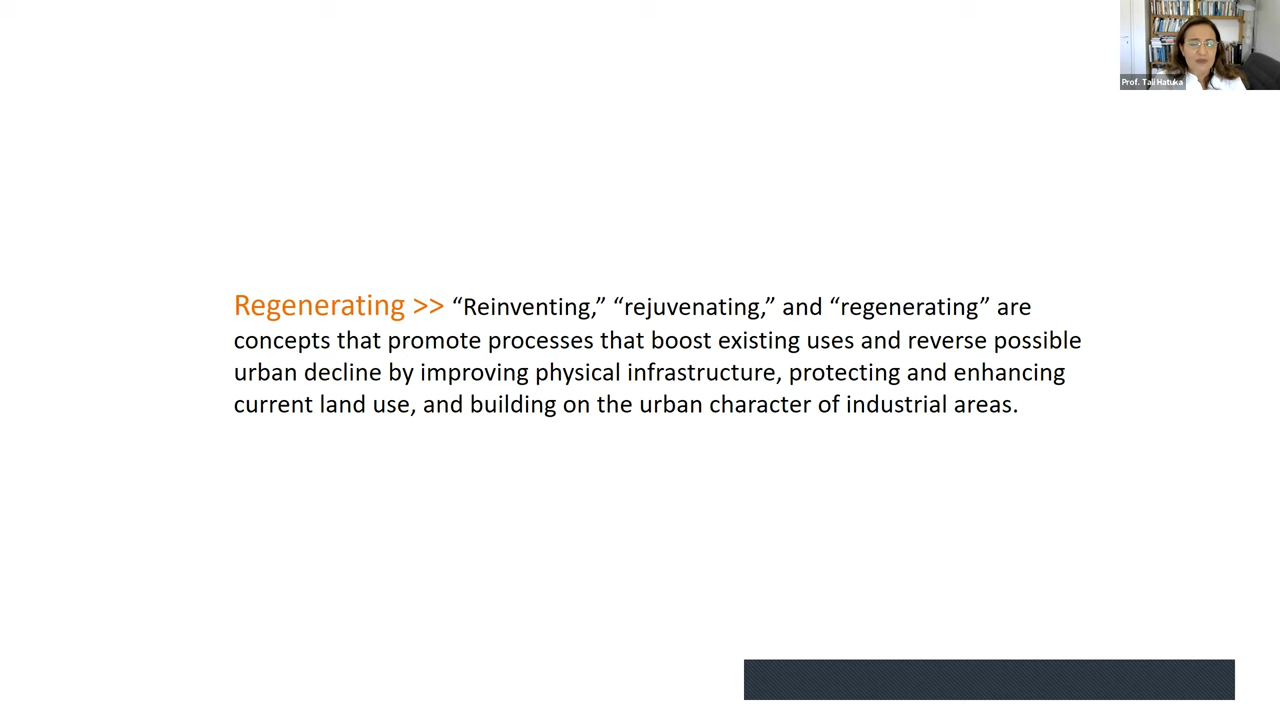 Prof. Tali Hatuka
Regenerating >> “Reinventing,” “rejuvenating,” and “regenerating” are
concepts that promote processes that boost existing uses and reverse possible
urban decline by improving physical infrastructure, protecting and enhancing
current land use, and building on the urban character of industrial areas.